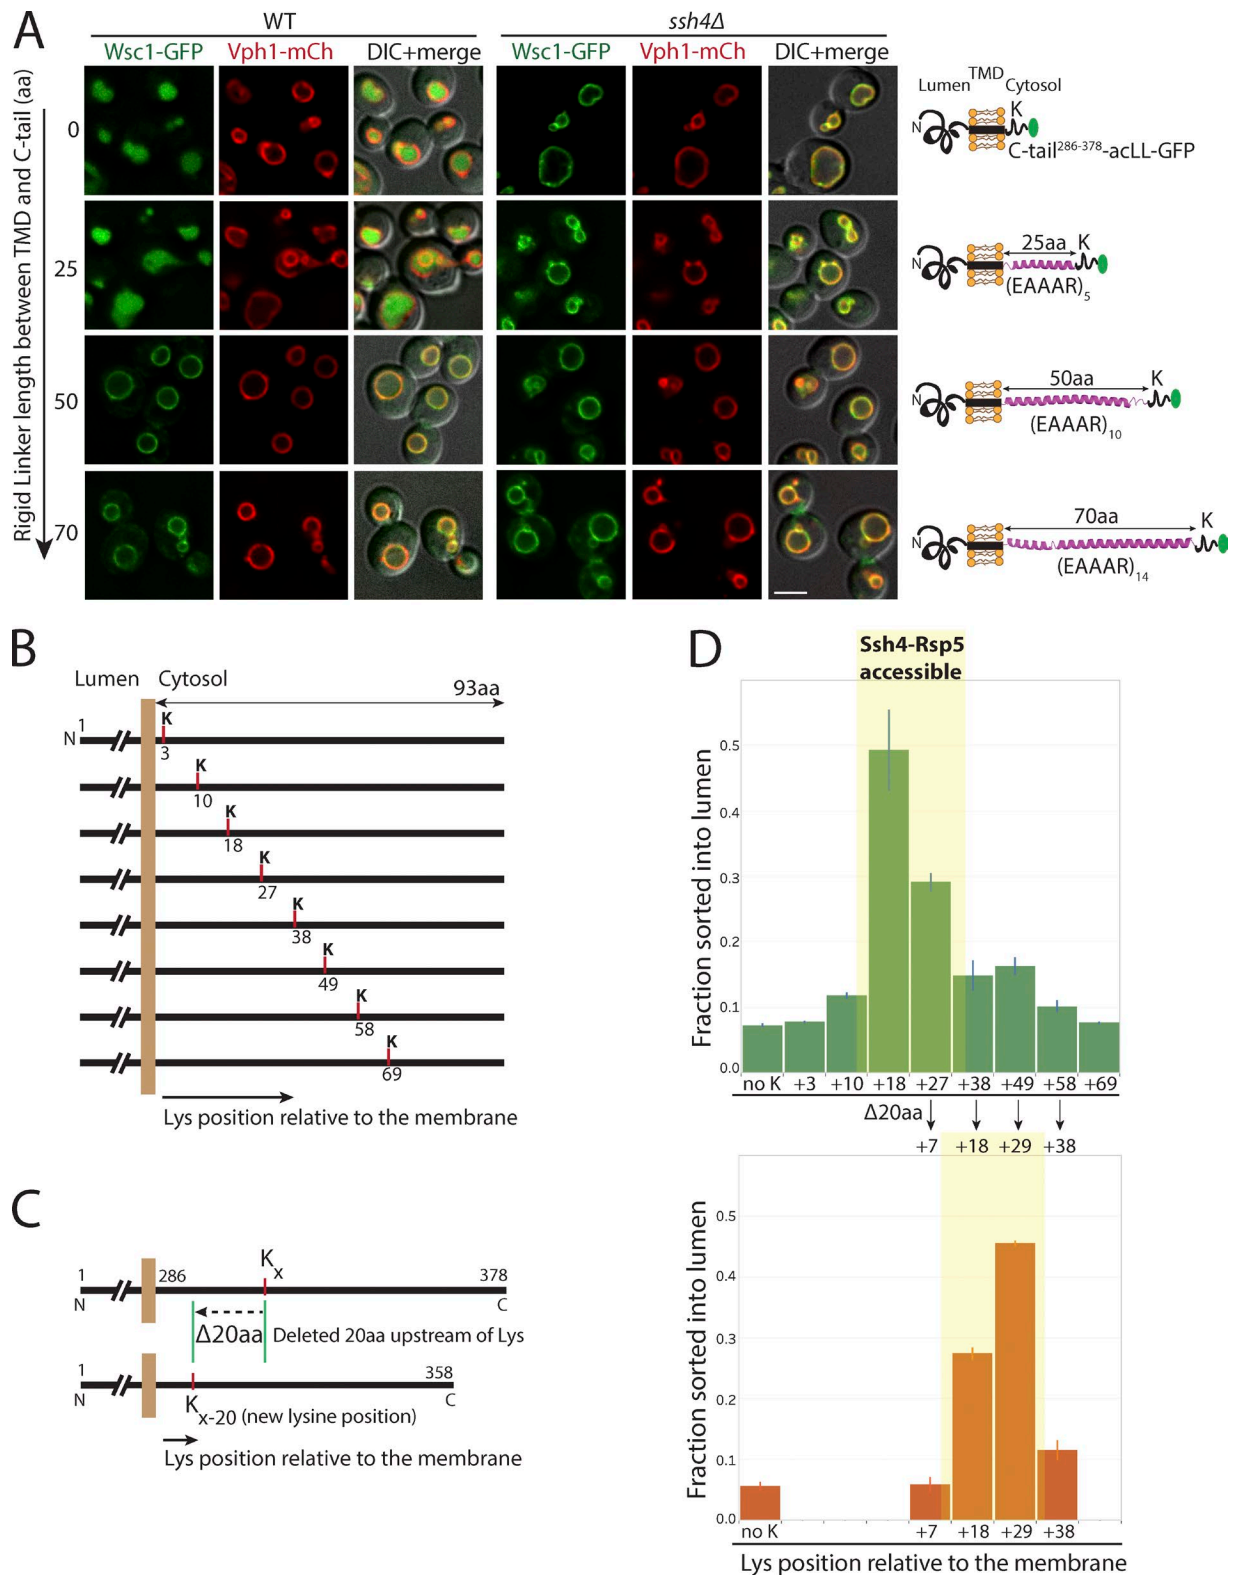 A
WT
ssh4Δ
Wsc1-GFP
Vph1-mCh
DIC+merge
Wsc1-GFP
Vph1-mCh
DIC+merge
Rigid Linker length between TMD and C-tail (aa)
0
25
50
70
Lumen TMD Cytosol
K
N
C-tail286-378-acLL-GFP
25aa
K
N
(EAAAR)5
50aa
K
N
(EAAAR)10
70aa
K
N
(EAAAR)14
B
Lumen
Cytosol
93aa
N 1
K
3
K
10
K
18
K
27
K
38
K
49
K
58
K
69
Lys position relative to the membrane
C
Kx
1
286
378
N
C
Δ20aa
Deleted 20aa upstream of Lys
1
358
N
C
Kx-20 (new lysine position)
Lys position relative to the membrane
D
Ssh4-Rsp5
accessible
Fraction sorted into lumen
0.5
0.4
0.3
0.2
0.1
0.0
no K +3 +10 +18 +27 +38 +49 +58 +69
Δ20aa
+7 +18 +29 +38
Fraction sorted into lumen
0.5
0.4
0.3
0.2
0.1
0.0
no K +7 +18 +29 +38
Lys position relative to the membrane